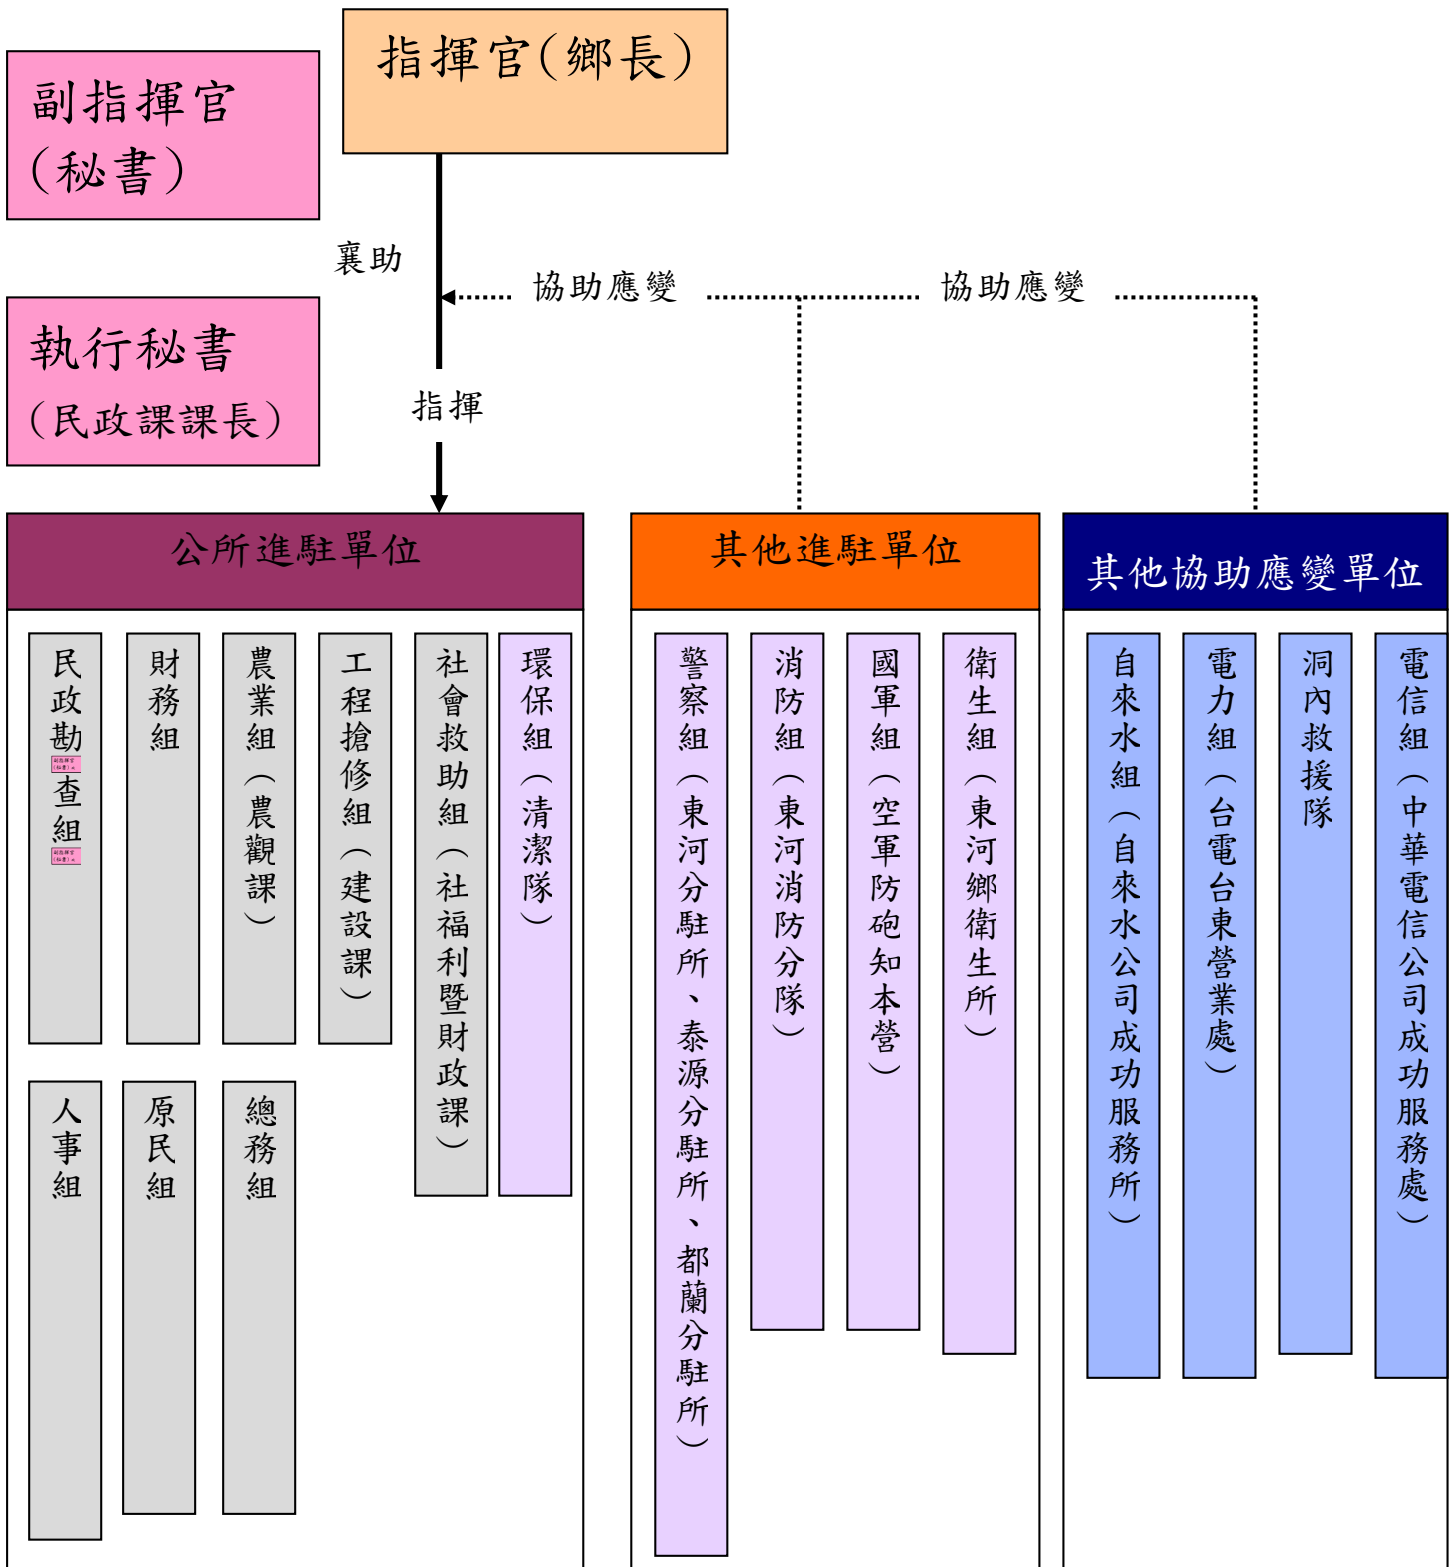 指揮官(鄉長)
副指揮官
(秘書)
襄助
協助應變
協助應變
執行秘書
(民政課課長)
指揮
公所進駐單位
其他進駐單位
其他協助應變單位
民政勘查組
財務組
農業組(農觀課)
工程搶修組(建設課)
社會救助組(社福利暨財政課)
環保組(清潔隊)
人事組
原民組
總務組
警察組(東河分駐所、泰源分駐所、都蘭分駐所)
消防組(東河消防分隊)
國軍組(空軍防砲知本營)
衛生組(東河鄉衛生所)
自來水組(自來水公司成功服務所)
電力組(台電台東營業處)
洞內救援隊
電信組(中華電信公司成功服務處)